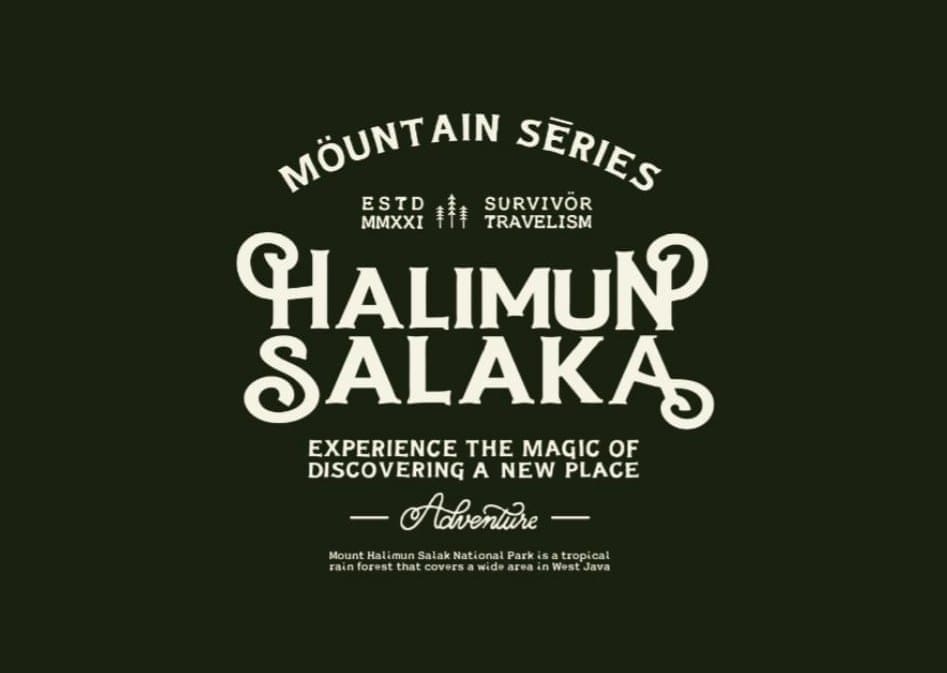 MÖUNTAIN SĒRIES
ESTD SURVIVÖR
MMXXI TRAVELISM
HALIMUN
SALAKA
EXPERIENCE THE MAGIC OF
DISCOVERING A NEW PLACE
Adventure
Mount Halimun Salak National Park is a tropical
rain forest that covers a wide area in West Java